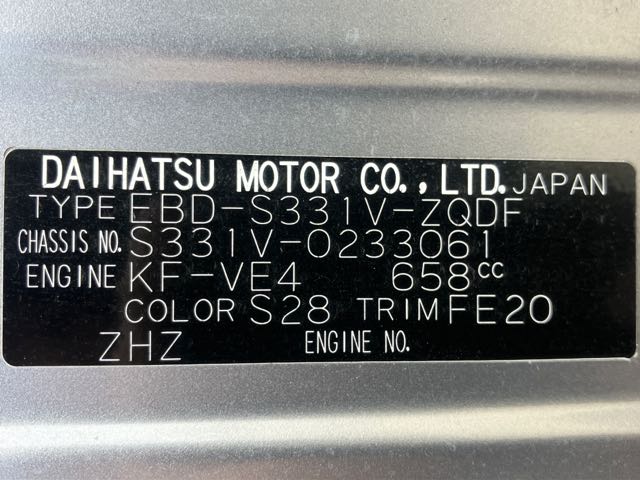 DAIHATSU MOTOR CO.,LTD. JAPAN
TYPE EBD-S331V-ZQDF
CHASSIS NO. S331V-0233061
ENGINE KF-VE4 658cc
COLOR S28 TRIM FE20
ZHZ ENGINE NO.